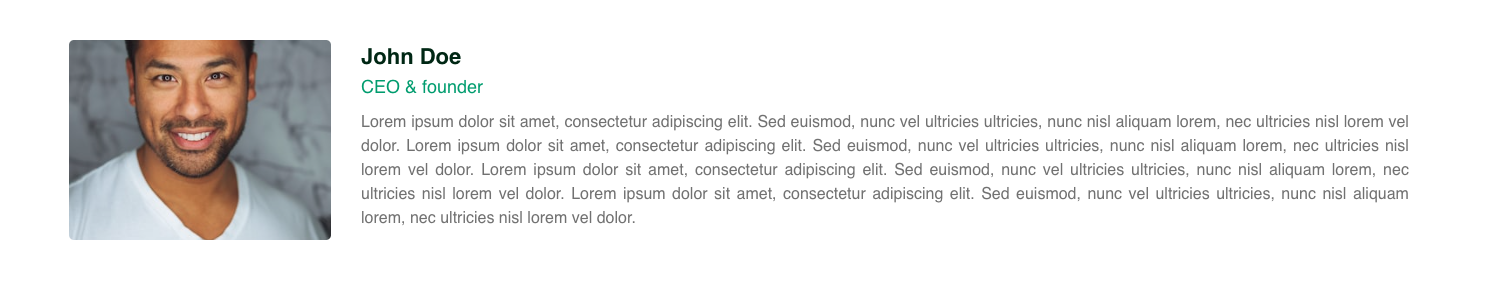 John Doe
CEO & founder
Lorem ipsum dolor sit amet, consectetur adipiscing elit. Sed euismod, nunc vel ultricies ultricies, nunc nisl aliquam lorem, nec ultricies nisl lorem vel
dolor. Lorem ipsum dolor sit amet, consectetur adipiscing elit. Sed euismod, nunc vel ultricies ultricies, nunc nisl aliquam lorem, nec ultricies nisl
lorem vel dolor. Lorem ipsum dolor sit amet, consectetur adipiscing elit. Sed euismod, nunc vel ultricies ultricies, nunc nisl aliquam lorem, nec
ultricies nisl lorem vel dolor. Lorem ipsum dolor sit amet, consectetur adipiscing elit. Sed euismod, nunc vel ultricies ultricies, nunc nisl aliquam
lorem, nec ultricies nisl lorem vel dolor.